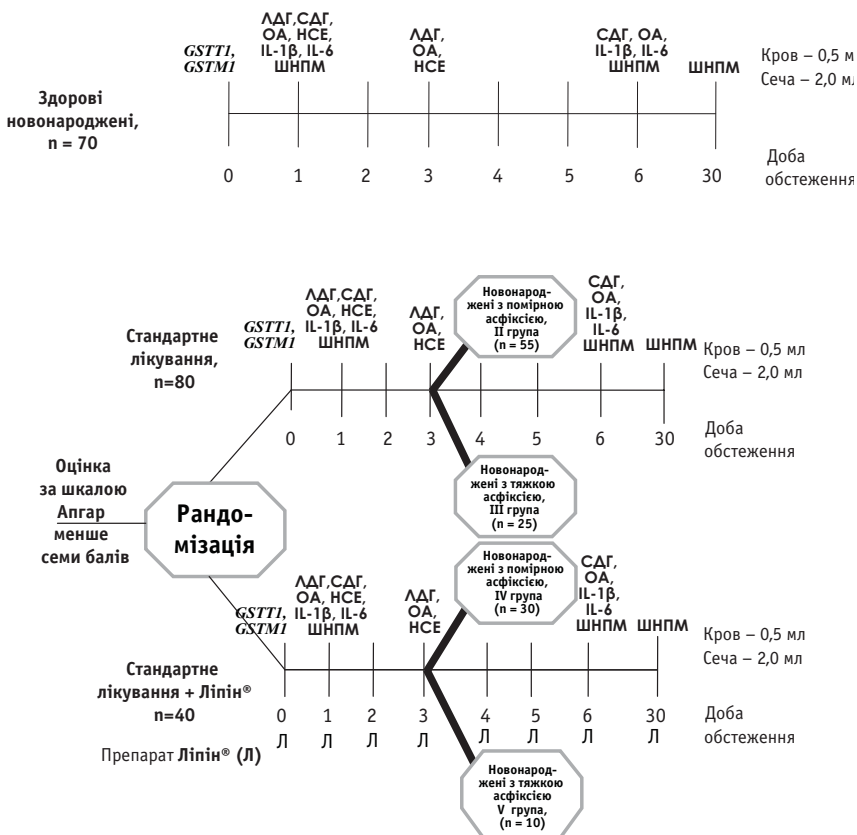 GSTT1,
GSTM1
ЛДГ,СДГ,
ОА, НСЕ,
IL-1β, IL-6
ШНПМ
ЛДГ,
ОА,
НСЕ
СДГ, ОА,
IL-1β, IL-6
ШНПМ
ШНПМ
Кров – 0,5 м
Сеча – 2,0 мл
Здорові
новонароджені,
n = 70
0 1 2 3 4 5 6 30
Доба
обстеження
Стандартне
лікування,
n=80
GSTT1,
GSTM1
ЛДГ,СДГ,
ОА, НСЕ,
IL-1β, IL-6
ШНПМ
ЛДГ,
ОА,
НСЕ
Новонарод-
жені з помірною
асфіксією,
II група
(n = 55)
СДГ,
ОА,
IL-1β,
IL-6
ШНПМ
ШНПМ
Кров – 0,5 мл
Сеча – 2,0 мл
0 1 2 3 4 5 6 30
Доба
обстеження
Новонарод-
жені з тяжкою
асфіксією,
III група
(n = 25)
Оцінка
за шкалою
Апгар
менше
семи балів
Рандо-
мізація
GSTT1,
GSTM1
ЛДГ,СДГ,
ОА, НСЕ,
IL-1β, IL-6
ШНПМ
ЛДГ,
ОА,
НСЕ
Новонарод-
жені з помірною
асфіксією,
IV група
(n = 30)
СДГ,
ОА,
IL-1β,
IL-6
ШНПМ
ШНПМ
Кров – 0,5 мл
Сеча – 2,0 мл
Стандартне
лікування + Ліпін®
n=40
0 1 2 3 4 5 6 30
Доба
обстеження
Препарат Ліпін® (Л)
Л Л Л Л Л Л Л Л
Новонарод-
жені з тяжкою
асфіксією
V група,
(n = 10)